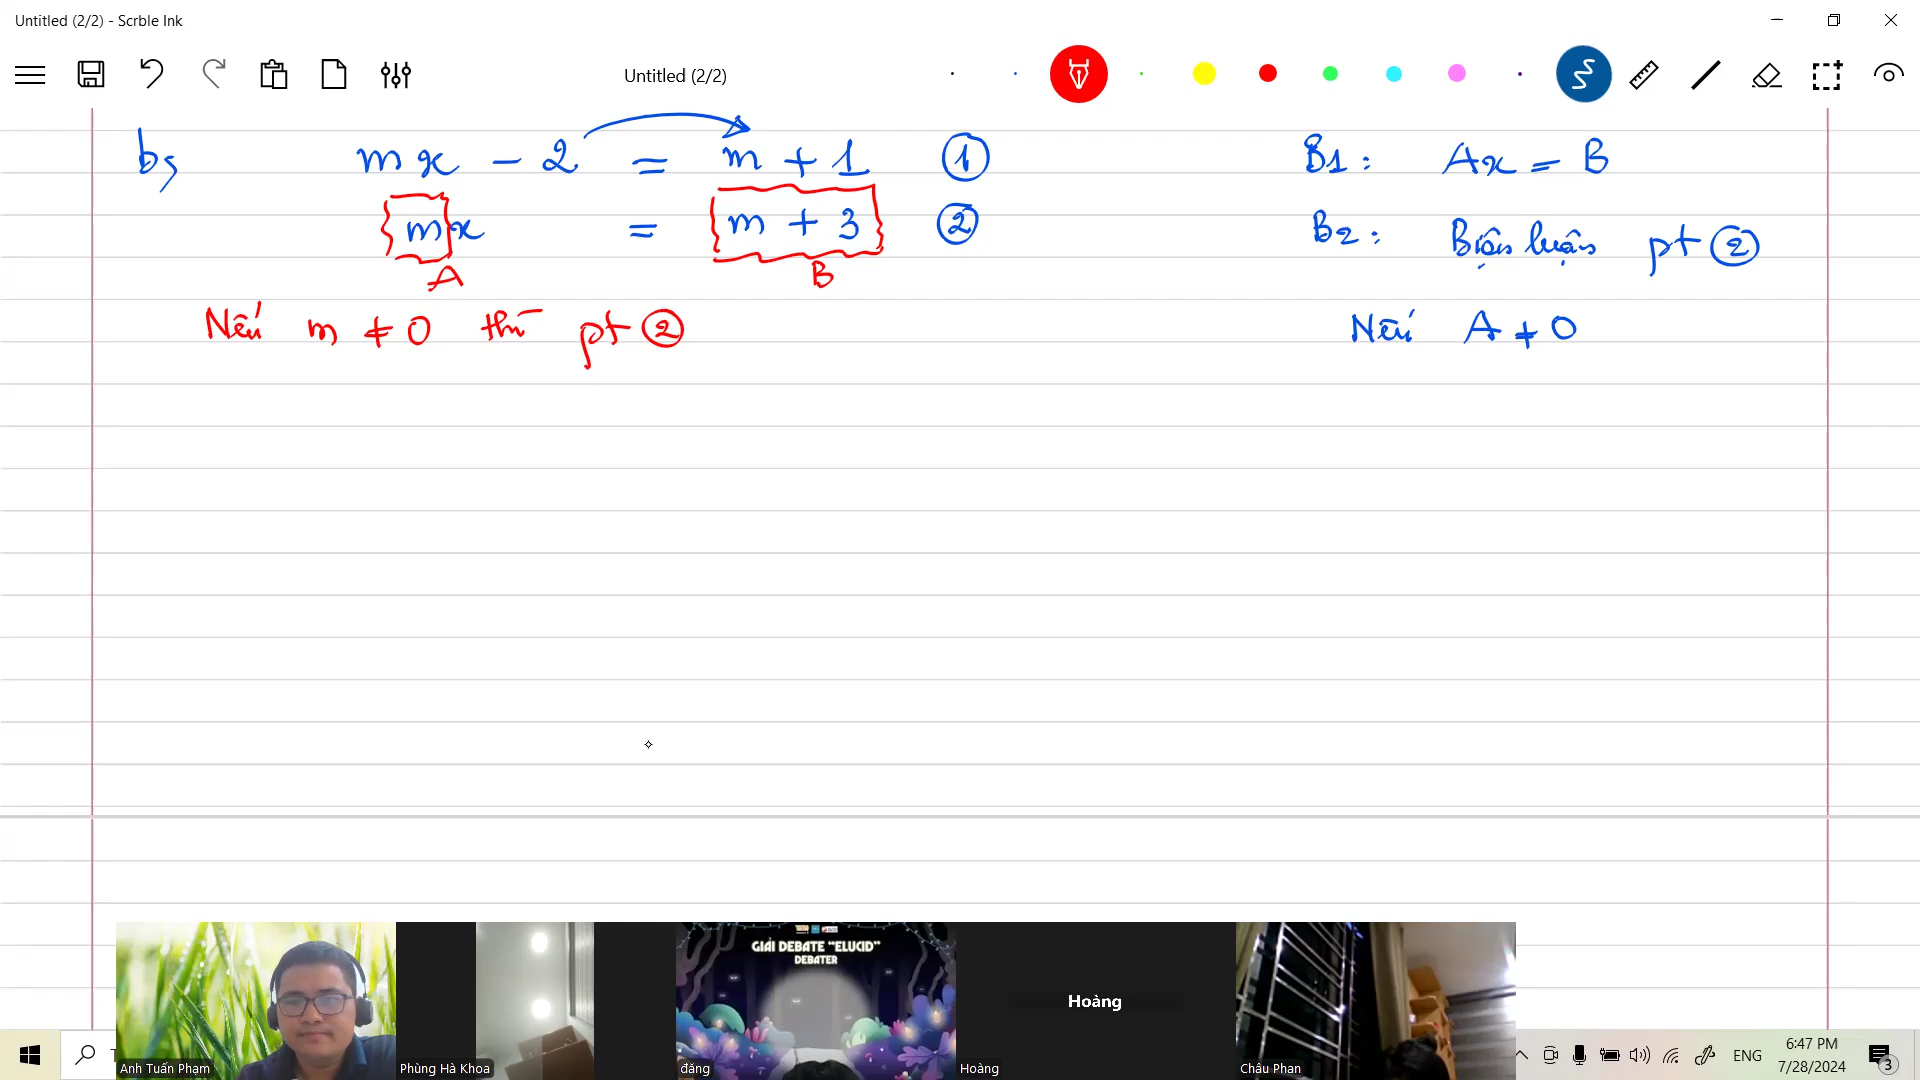 Untitled (2/2) - Scrble Ink
Untitled (2/2)
b,
mx - 2 = m + 1 ①
mx = m + 3 ②
A B
Nếu m ≠ 0 thì pt ②
B1: Ax = B
B2: Biện luận pt ②
Nếu A ≠ 0
GIẢI DEBATE "ELUCID"
DEBATER
Hoàng
Anh Tuấn Phạm
Phùng Hà Khoa
đăng
Hoàng
Châu Phan
ENG
6:47 PM
7/28/2024
3